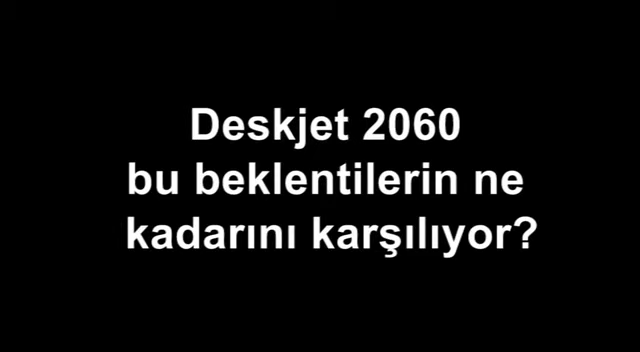 Deskjet 2060
bu beklentilerin ne
kadarını karşılıyor?